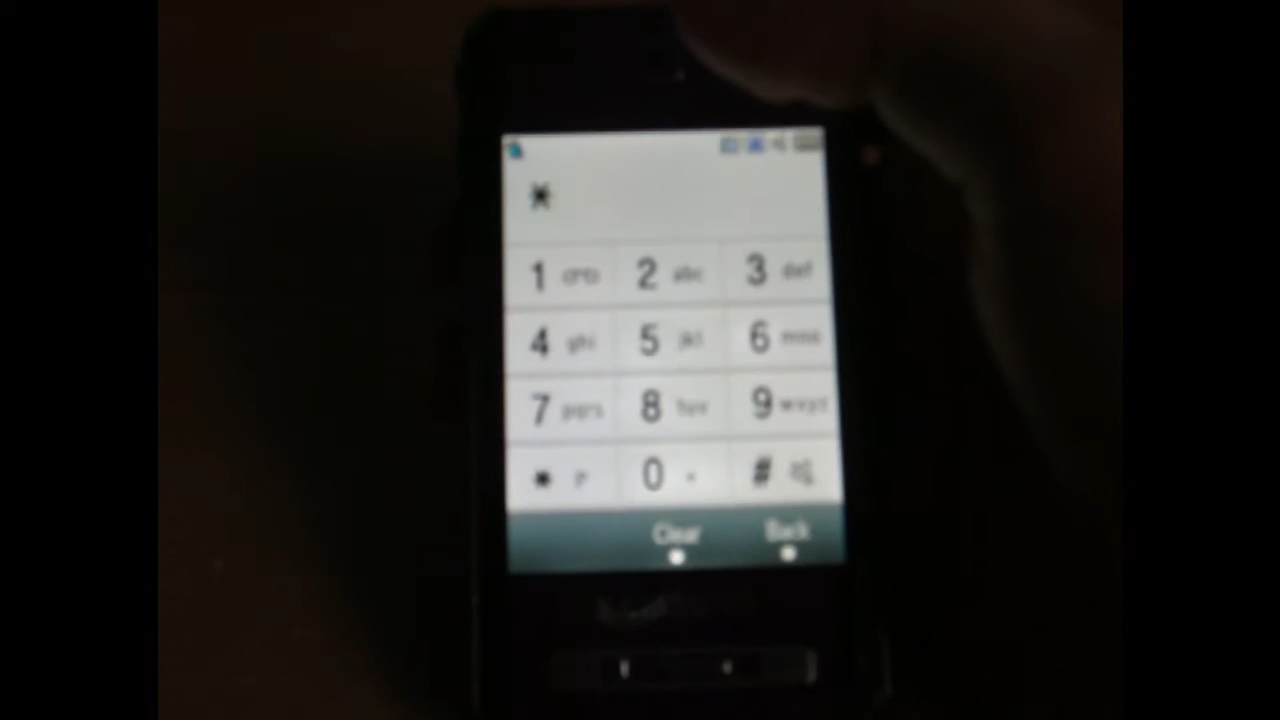 *
1 2 abc 3 def
4 ghi 5 jkl 6 mno
7 pqrs 8 tuv 9 wxyz
* P 0 + #
Clear Back